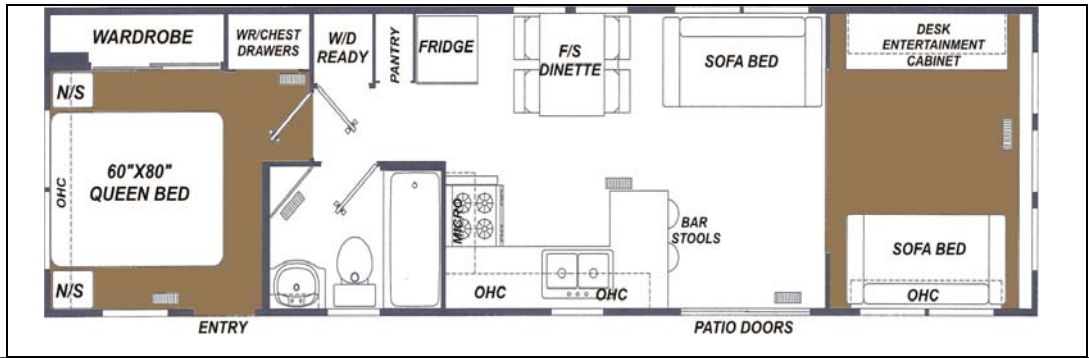 WARDROBE
WR/CHEST
DRAWERS
W/D
READY
PANTRY
FRIDGE
F/S
DINETTE
SOFA BED
DESK
ENTERTAINMENT
CABINET
N/S
OHC
60"X80"
QUEEN BED
N/S
MICRO
OHC
OHC
BAR
STOOLS
SOFA BED
OHC
ENTRY
PATIO DOORS